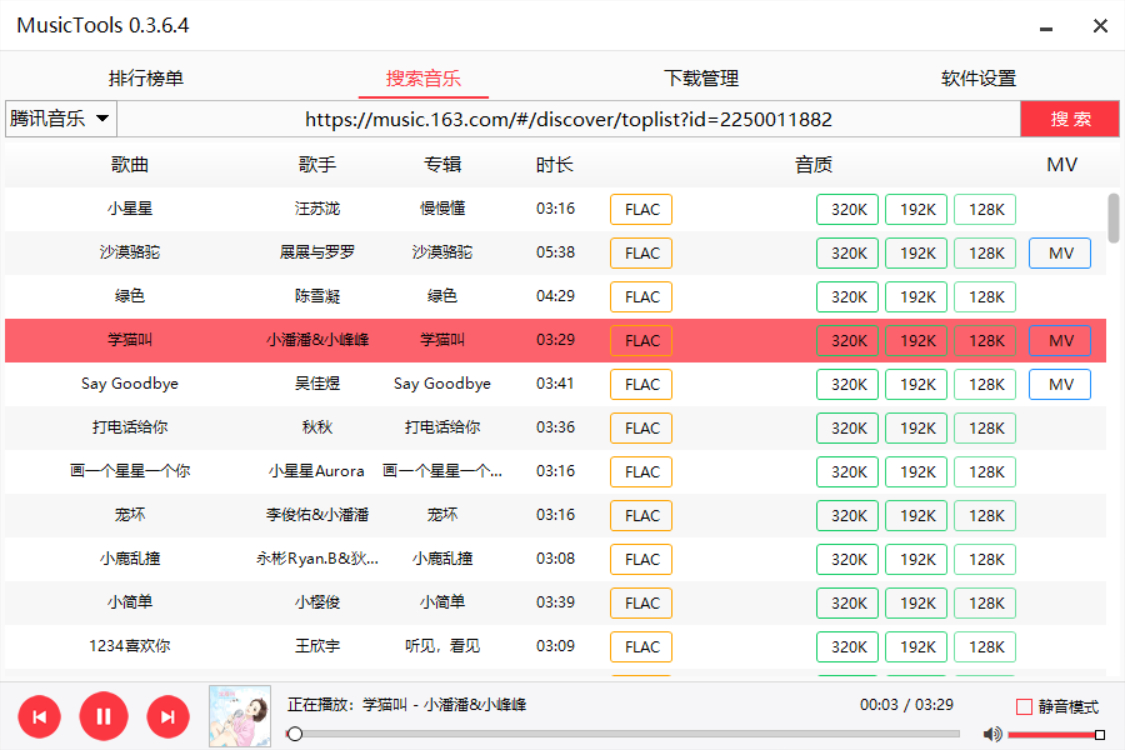 MusicTools 0.3.6.4
排行榜单 搜索音乐 下载管理 软件设置
腾讯音乐 https://music.163.com/#/discover/toplist?id=2250011882 搜 索
歌曲 歌手 专辑 时长 音质 MV
小星星 汪苏泷 慢慢懂 03:16 FLAC 320K 192K 128K
沙漠骆驼 展展与罗罗 沙漠骆驼 05:38 FLAC 320K 192K 128K MV
绿色 陈雪凝 绿色 04:29 FLAC 320K 192K 128K
学猫叫 小潘潘&小峰峰 学猫叫 03:29 FLAC 320K 192K 128K MV
Say Goodbye 吴佳煜 Say Goodbye 03:41 FLAC 320K 192K 128K MV
打电话给你 秋秋 打电话给你 03:36 FLAC 320K 192K 128K
画一个星星一个你 小星星Aurora 画一个星星一个... 03:16 FLAC 320K 192K 128K
宠坏 李俊佑&小潘潘 宠坏 03:16 FLAC 320K 192K 128K
小鹿乱撞 永彬Ryan.B&狄... 小鹿乱撞 03:08 FLAC 320K 192K 128K
小简单 小樱俊 小简单 03:39 FLAC 320K 192K 128K
1234喜欢你 王欣宇 听见，看见 03:09 FLAC 320K 192K 128K
正在播放：学猫叫 - 小潘潘&小峰峰 00:03 / 03:29 静音模式